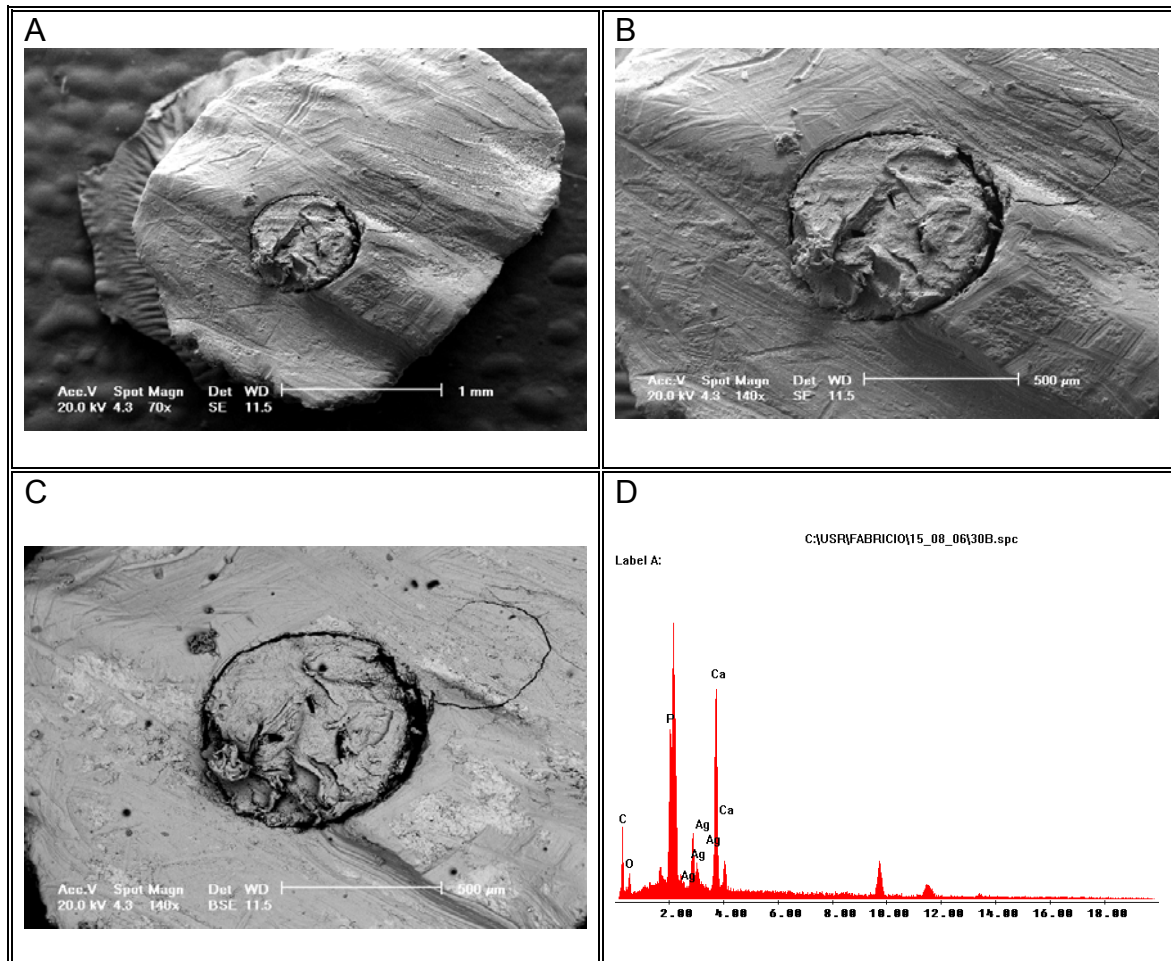 A
Acc.V Spot Magn Det WD 1 mm
20.0 kV 4.3 70x SE 11.5
B
Acc.V Spot Magn Det WD 500 µm
20.0 kV 4.3 140x SE 11.5
C
Acc.V Spot Magn Det WD 500 µm
20.0 kV 4.3 140x BSE 11.5
D
C:\USR\FABRICIO\15_08_06\30B.spc
Label A:
Ca
P
Ca
C
Ag
Ag
Ag
O
Ag
2.00 4.00 6.00 8.00 10.00 12.00 14.00 16.00 18.00